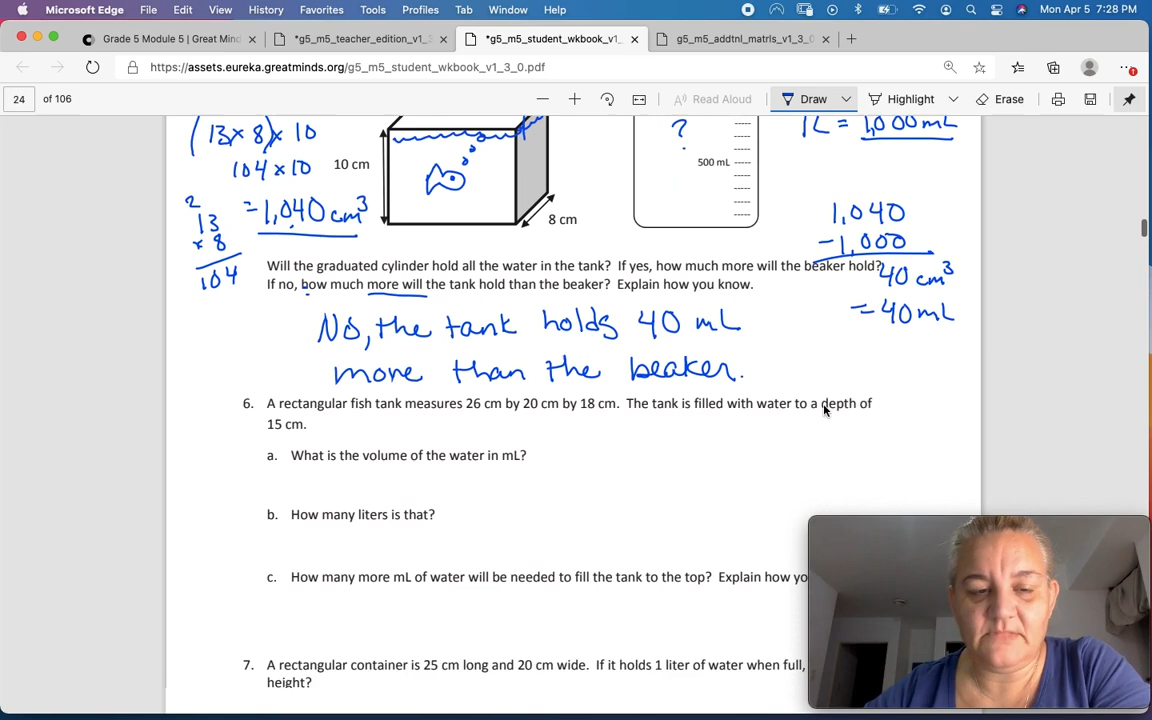 Microsoft Edge File Edit View History Favorites Tools Profiles Tab Window Help Mon Apr 5 7:28 PM
Grade 5 Module 5 | Great Mind *g5_m5_teacher_edition_v1_3 *g5_m5_student_wkbook_v1_ g5_m5_addtnl_matrls_v1_3_0
https://assets.eureka.greatminds.org/g5_m5_student_wkbook_v1_3_0.pdf
24 of 106 Read Aloud Draw Highlight Erase
(13 x 8) x 10
104 x 10
= 1,040 cm³
2
13
x 8
104
10 cm
8 cm
?
500 mL
1L = 1,000 mL
1,040
- 1,000
40 cm³
= 40 mL
Will the graduated cylinder hold all the water in the tank? If yes, how much more will the beaker hold?
If no, how much more will the tank hold than the beaker? Explain how you know.
No, the tank holds 40 mL
more than the beaker.
6. A rectangular fish tank measures 26 cm by 20 cm by 18 cm. The tank is filled with water to a depth of
15 cm.
a. What is the volume of the water in mL?
b. How many liters is that?
c. How many more mL of water will be needed to fill the tank to the top? Explain how yo
7. A rectangular container is 25 cm long and 20 cm wide. If it holds 1 liter of water when full,
height?